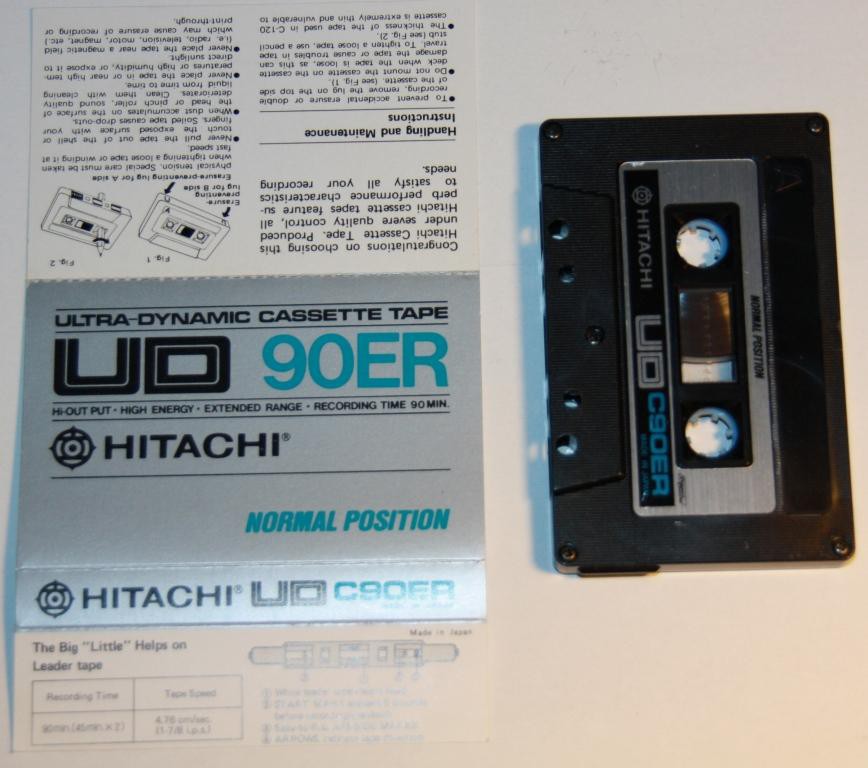 Congratulations on choosing this
Hitachi Cassette Tape. Produced
under severe quality control, all
Hitachi cassette tapes feature su-
perb performance characteristics
to satisfy all your recording
needs.
Handling and Maintenance
Instructions
● To prevent accidental erasure or double
recording, remove the lug on the top side
of the cassette. (see Fig. 1).
● Do not mount the cassette on the cassette
deck when the tape is loose, as this can
damage the tape or cause troubles in tape
travel. To tighten a loose tape, use a pencil
stub (see Fig. 2).
● The thickness of the tape used in C-120
cassette is extremely thin and vulnerable to
Fig. 1
Fig. 2
A
Erasure-
preventing
lug for B side
Erasure-preventing lug for A side
physical tension. Special care must be taken
when tightening a loose tape or winding it at
fast speed.
● Never pull the tape out of the shell or
touch the exposed surface with your
fingers. Soiled tape causes drop-outs.
● When dust accumulates on the surface of
the head or pinch roller, sound quality
deteriorates. Clean them with cleaning
liquid from time to time.
● Never place the tape in or near high tem-
peratures or high humidity, or expose it to
direct sunlight.
● Never place the tape near a magnetic field
(i.e. radio, television, motor, magnet, etc.)
which may cause erasure of recording or
print-through.
ULTRA-DYNAMIC CASSETTE TAPE
UD 90ER
Hi-OUT PUT · HIGH ENERGY · EXTENDED RANGE · RECORDING TIME 90 MIN.
HITACHI®
NORMAL POSITION
HITACHI® UD C90ER
Made in Japan
The Big "Little" Helps on
Leader tape
Recording Time
Tape Speed
90min.(45min.×2)
4.76 cm/sec.
(1-7/8 i.p.s.)
A
NORMAL POSITION
HITACHI UD C90ER
MADE IN JAPAN